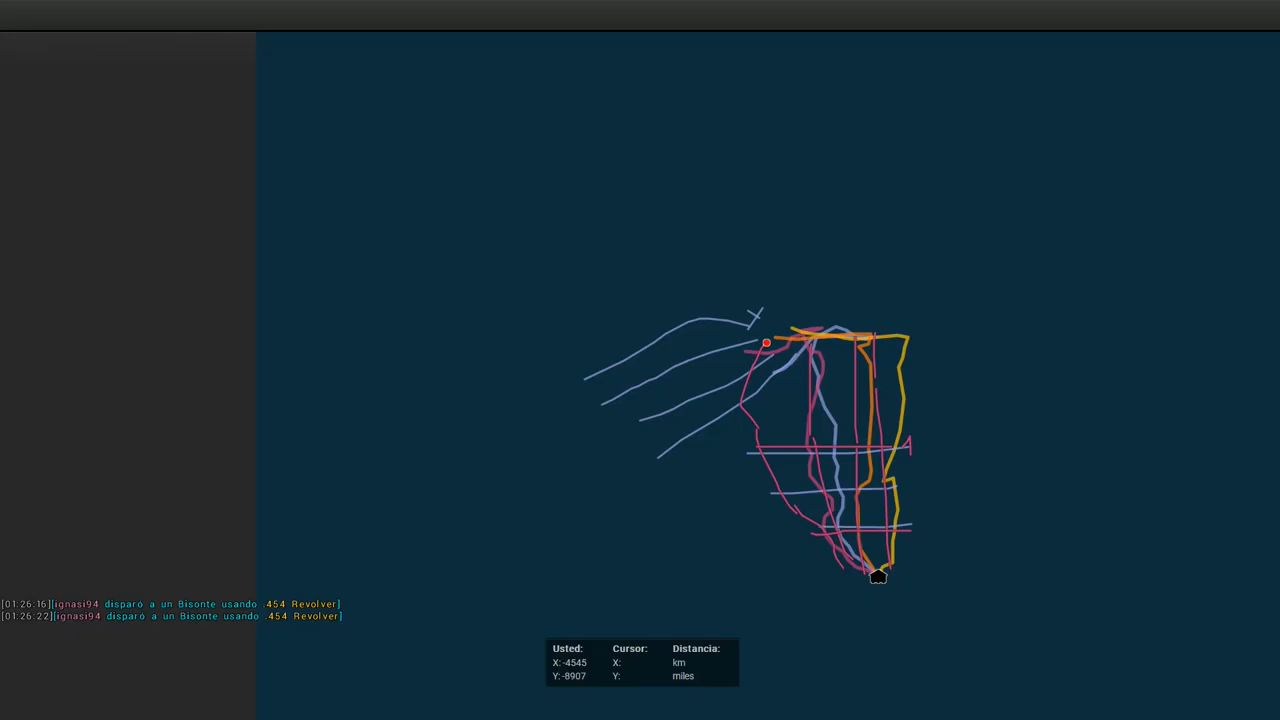 [01:26:16][ignasi94 disparó a un Bisonte usando .454 Revolver]
[01:26:22][ignasi94 disparó a un Bisonte usando .454 Revolver]
Usted: Cursor: Distancia:
X:-4545 X: km
Y:-8907 Y: miles